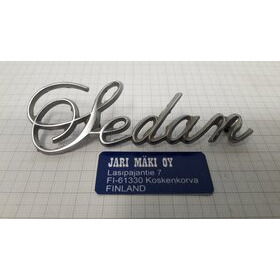 Sedan
JARI MÄKI OY
Lasipajantie 7
FI-61330 Koskenkorva
FINLAND